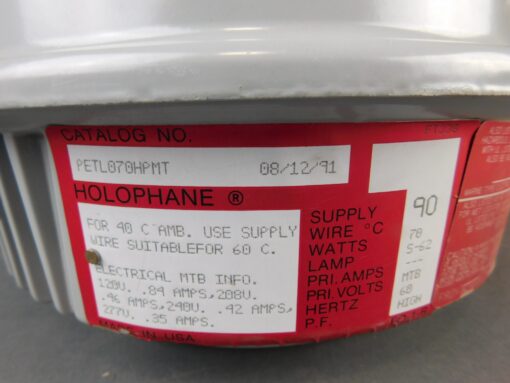 CATALOG NO.
PETL070HPMT 08/12/91
HOLOPHANE ®
FOR 40 C AMB. USE SUPPLY
WIRE SUITABLEFOR 60 C.
ELECTRICAL MTB INFO.
120V. .84 AMPS,208V.
.46 AMPS,240V. .42 AMPS,
277V. .35 AMPS.
MADE IN USA
SUPPLY
WIRE °C 90
WATTS 70
LAMP S-62
PRI. AMPS ---
PRI. VOLTS MTB
HERTZ 60
P.F. HIGH
ALSO